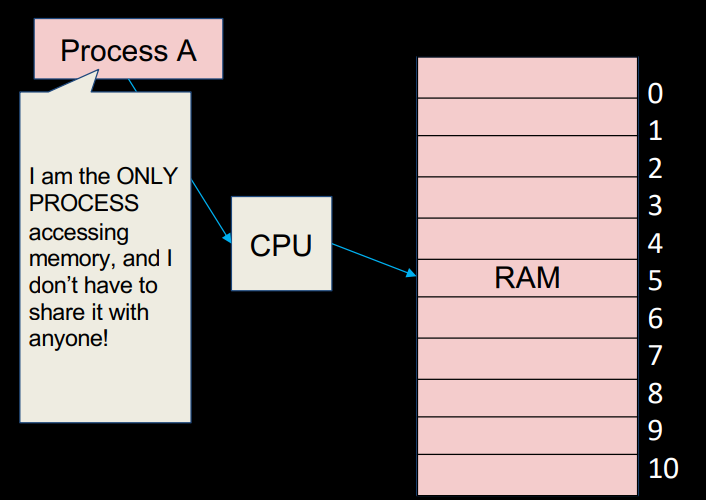 Process A
I am the ONLY
PROCESS
accessing
memory, and I
don’t have to
share it with
anyone!
CPU
RAM
0
1
2
3
4
5
6
7
8
9
10